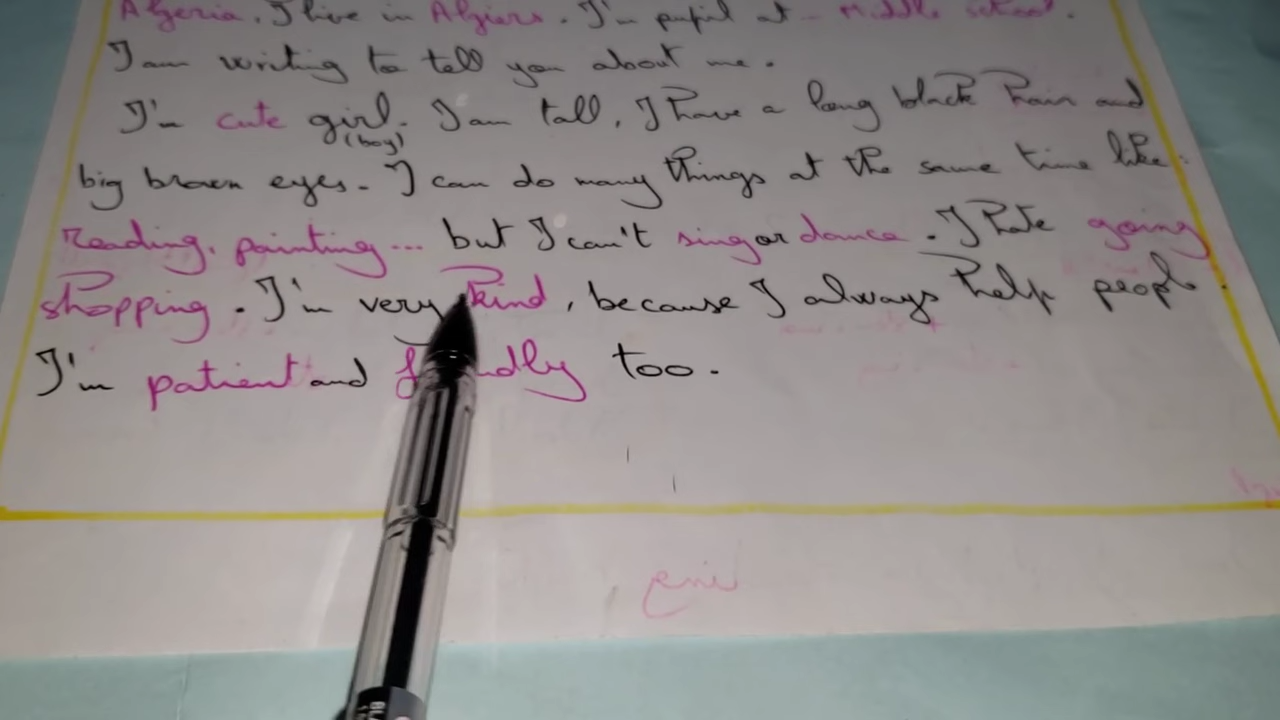 Algeria. I live in Algiers. I'm pupil at ... Middle school.
I am writing to tell you about me.
I'm cute girl. I am tall, I have a long black hair and
(boy)
big brown eyes. I can do many things at the same time like:
reading, painting... but I can't sing or dance. I hate going
shopping. I'm very kind, because I always help people.
I'm patient and friendly too.